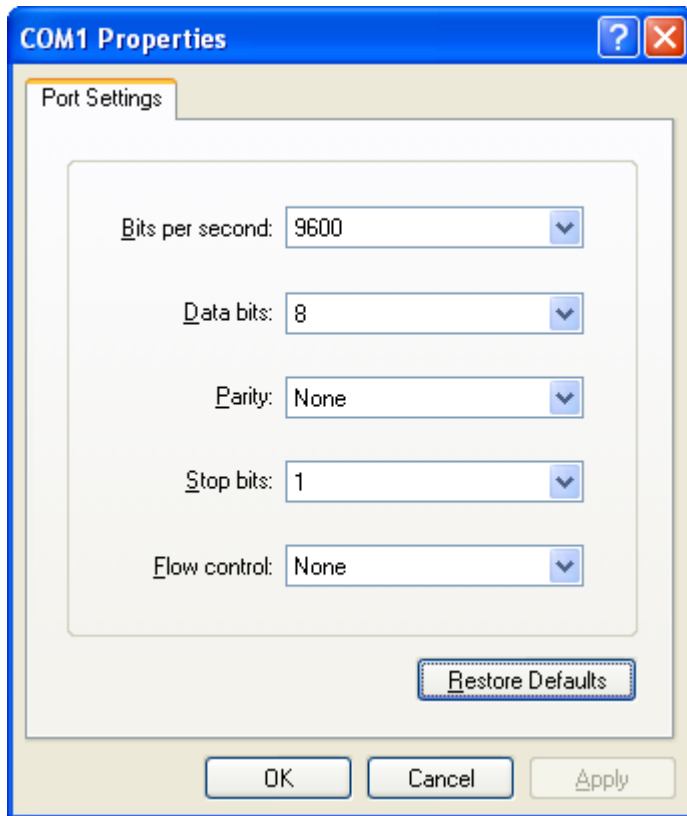 COM1 Properties
Port Settings
Bits per second: 9600
Data bits: 8
Parity: None
Stop bits: 1
Flow control: None
Restore Defaults
OK Cancel Apply